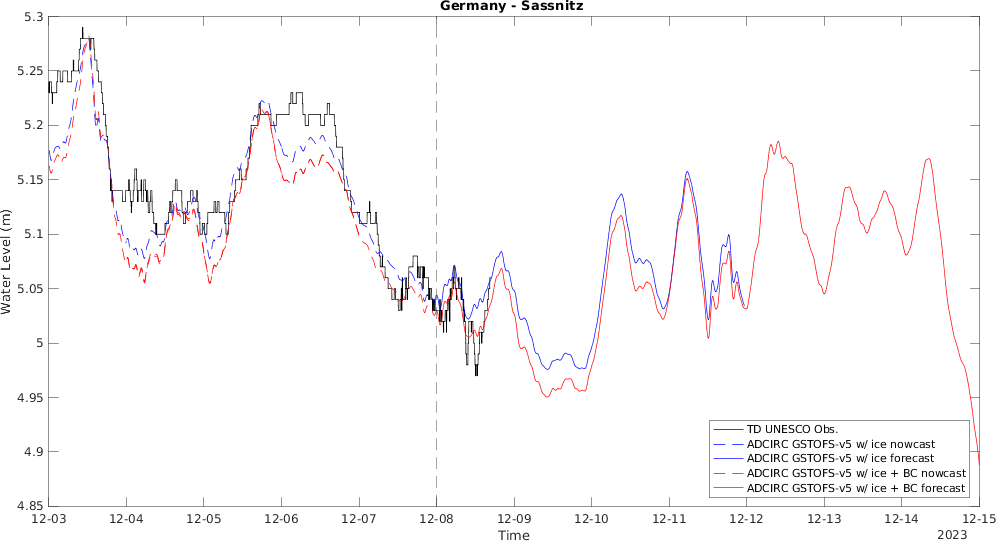 Germany - Sassnitz
5.3
5.25
5.2
5.15
5.1
5.05
5
4.95
4.9
4.85
Water Level (m)
TD UNESCO Obs.
ADCIRC GSTOFS-v5 w/ ice nowcast
ADCIRC GSTOFS-v5 w/ ice forecast
ADCIRC GSTOFS-v5 w/ ice + BC nowcast
ADCIRC GSTOFS-v5 w/ ice + BC forecast
12-03 12-04 12-05 12-06 12-07 12-08 12-09 12-10 12-11 12-12 12-13 12-14 12-15
Time
2023